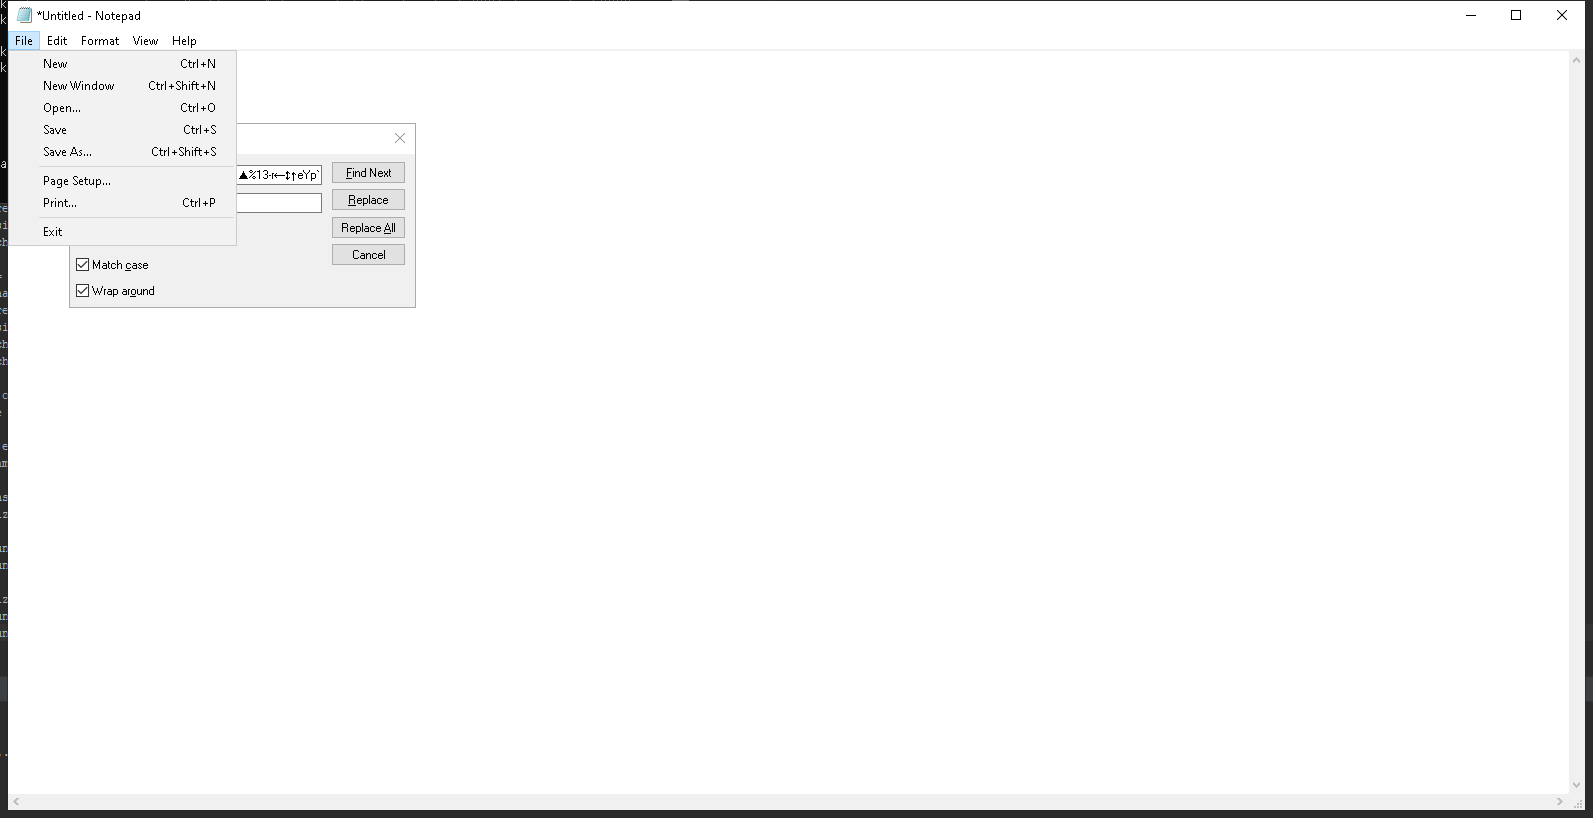 *Untitled - Notepad
File Edit Format View Help
New Ctrl+N
New Window Ctrl+Shift+N
Open... Ctrl+O
Save Ctrl+S
Save As... Ctrl+Shift+S
Page Setup...
Print... Ctrl+P
Exit
▲%13-r←↕↑eYp`
Find Next
Replace
Replace All
Cancel
Match case
Wrap around